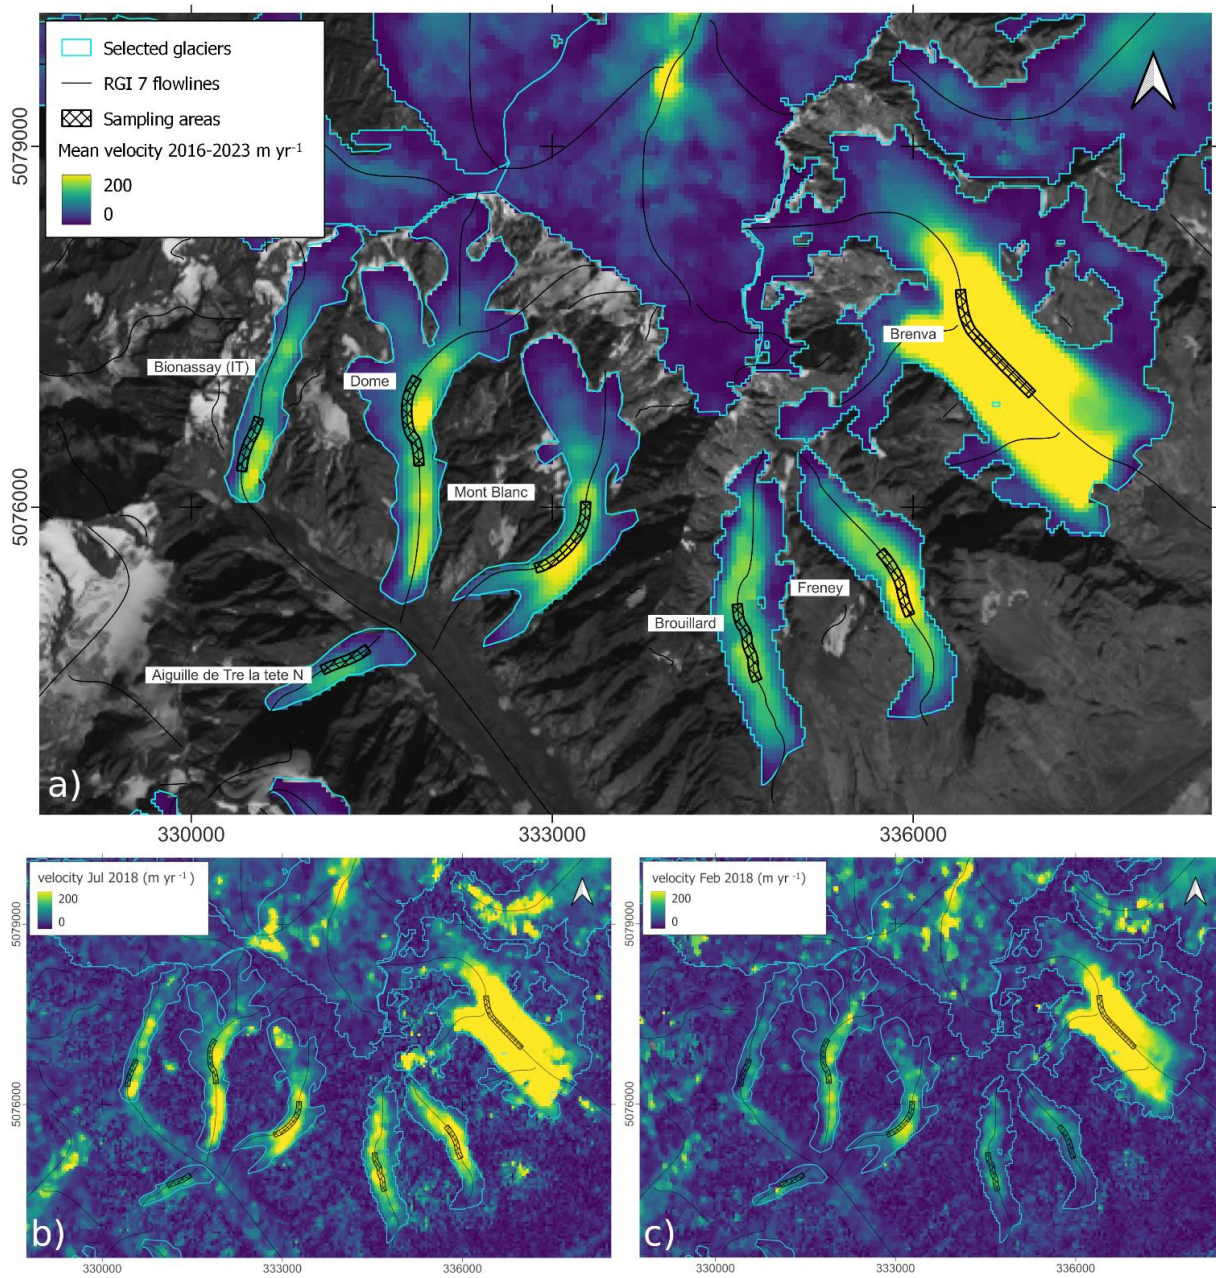 Selected glaciers
RGI 7 flowlines
Sampling areas
Mean velocity 2016-2023 m yr⁻¹
200
0
5079000
5076000
Bionassay (IT)
Dome
Mont Blanc
Brenva
Freney
Brouillard
Aiguille de Tre la tete N
a)
330000
333000
336000
velocity Jul 2018 (m yr ⁻¹ )
200
0
5079000
5076000
b)
330000
333000
336000
velocity Feb 2018 (m yr ⁻¹)
200
0
5079000
5076000
c)
330000
333000
336000